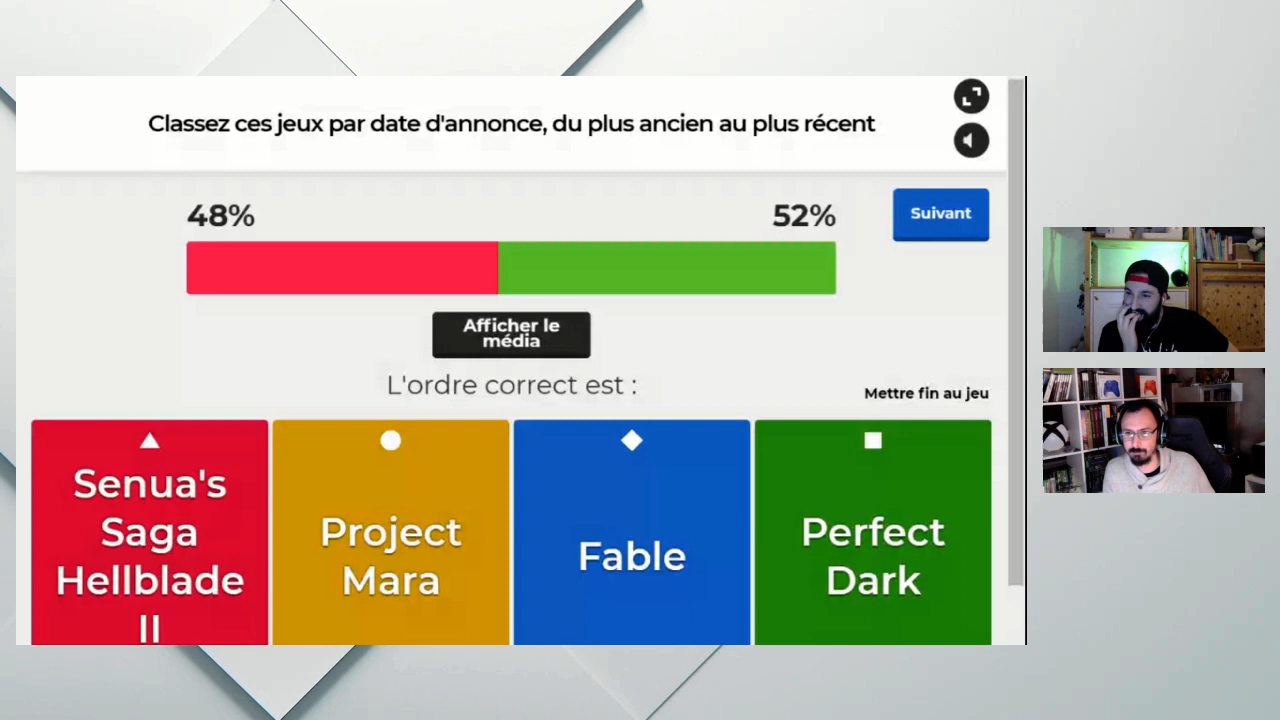 Classez ces jeux par date d'annonce, du plus ancien au plus récent
48%
52%
Suivant
Afficher le
média
L'ordre correct est :
Mettre fin au jeu
Senua's
Saga
Hellblade
II
Project
Mara
Fable
Perfect
Dark